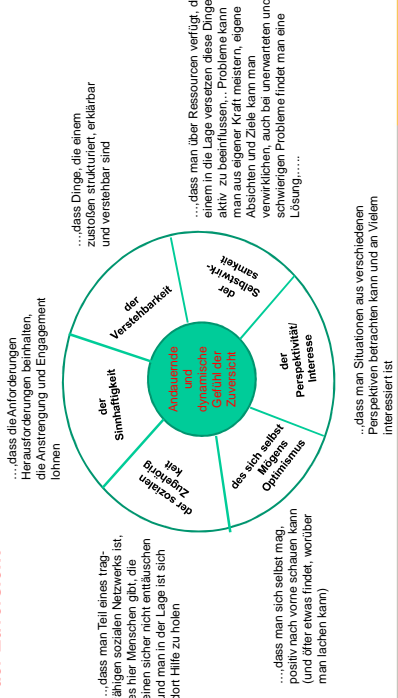 …,dass die Anforderungen
Herausforderungen beinhalten,
die Anstrengung und Engagement
lohnen
…,dass Dinge, die einem
zustoßen strukturiert, erklärbar
und verstehbar sind
…,dass man über Ressourcen verfügt, d
einem in die Lage versetzen diese Dinge
aktiv zu beeinflussen,.. Probleme kann
man aus eigener Kraft meistern, eigene
Absichten und Ziele kann man
verwirklichen, auch bei unerwarteten und
schwierigen Probleme findet man eine
Lösung,…..
der
Sinnhaftigkeit
der
Verstehbarkeit
der
Selbstwirk-
samkeit
der
Perspektivität/
Interesse
des sich selbst
Mögens
Optimismus
der sozialen
Zugehörig
keit
Andauernde
und
dynamische
Gefühl der
Zuversicht
..,dass man Teil eines trag-
ähigen sozialen Netzwerks ist,
es hier Menschen gibt, die
einen sicher nicht enttäuschen
und man in der Lage ist sich
dort Hilfe zu holen
…,dass man sich selbst mag,
positiv nach vorne schauen kann
(und öfter etwas findet, worüber
man lachen kann)
..,dass man Situationen aus verschiedenen
Perspektiven betrachten kann und an Vielem
interessiert ist